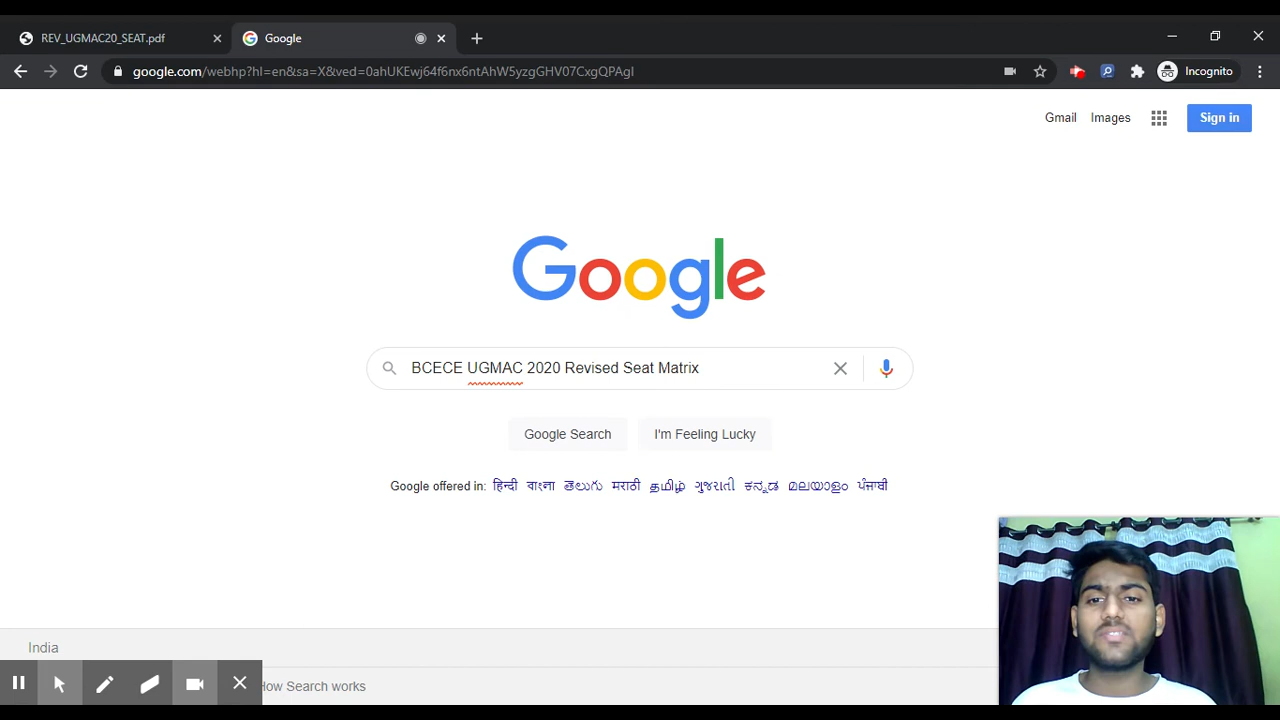 REV_UGMAC20_SEAT.pdf
Google
google.com/webhp?hl=en&sa=X&ved=0ahUKEwj64f6nx6ntAhW5yzgGHV07CxgQPAgI
Incognito
Gmail Images Sign in
Google
BCECE UGMAC 2020 Revised Seat Matrix
Google Search I'm Feeling Lucky
Google offered in: हिन्दी বাংলা తెలుగు मराठी தமிழ் ગુજરાતી ಕನ್ನಡ മലയാളം ਪੰਜਾਬੀ
India
How Search works